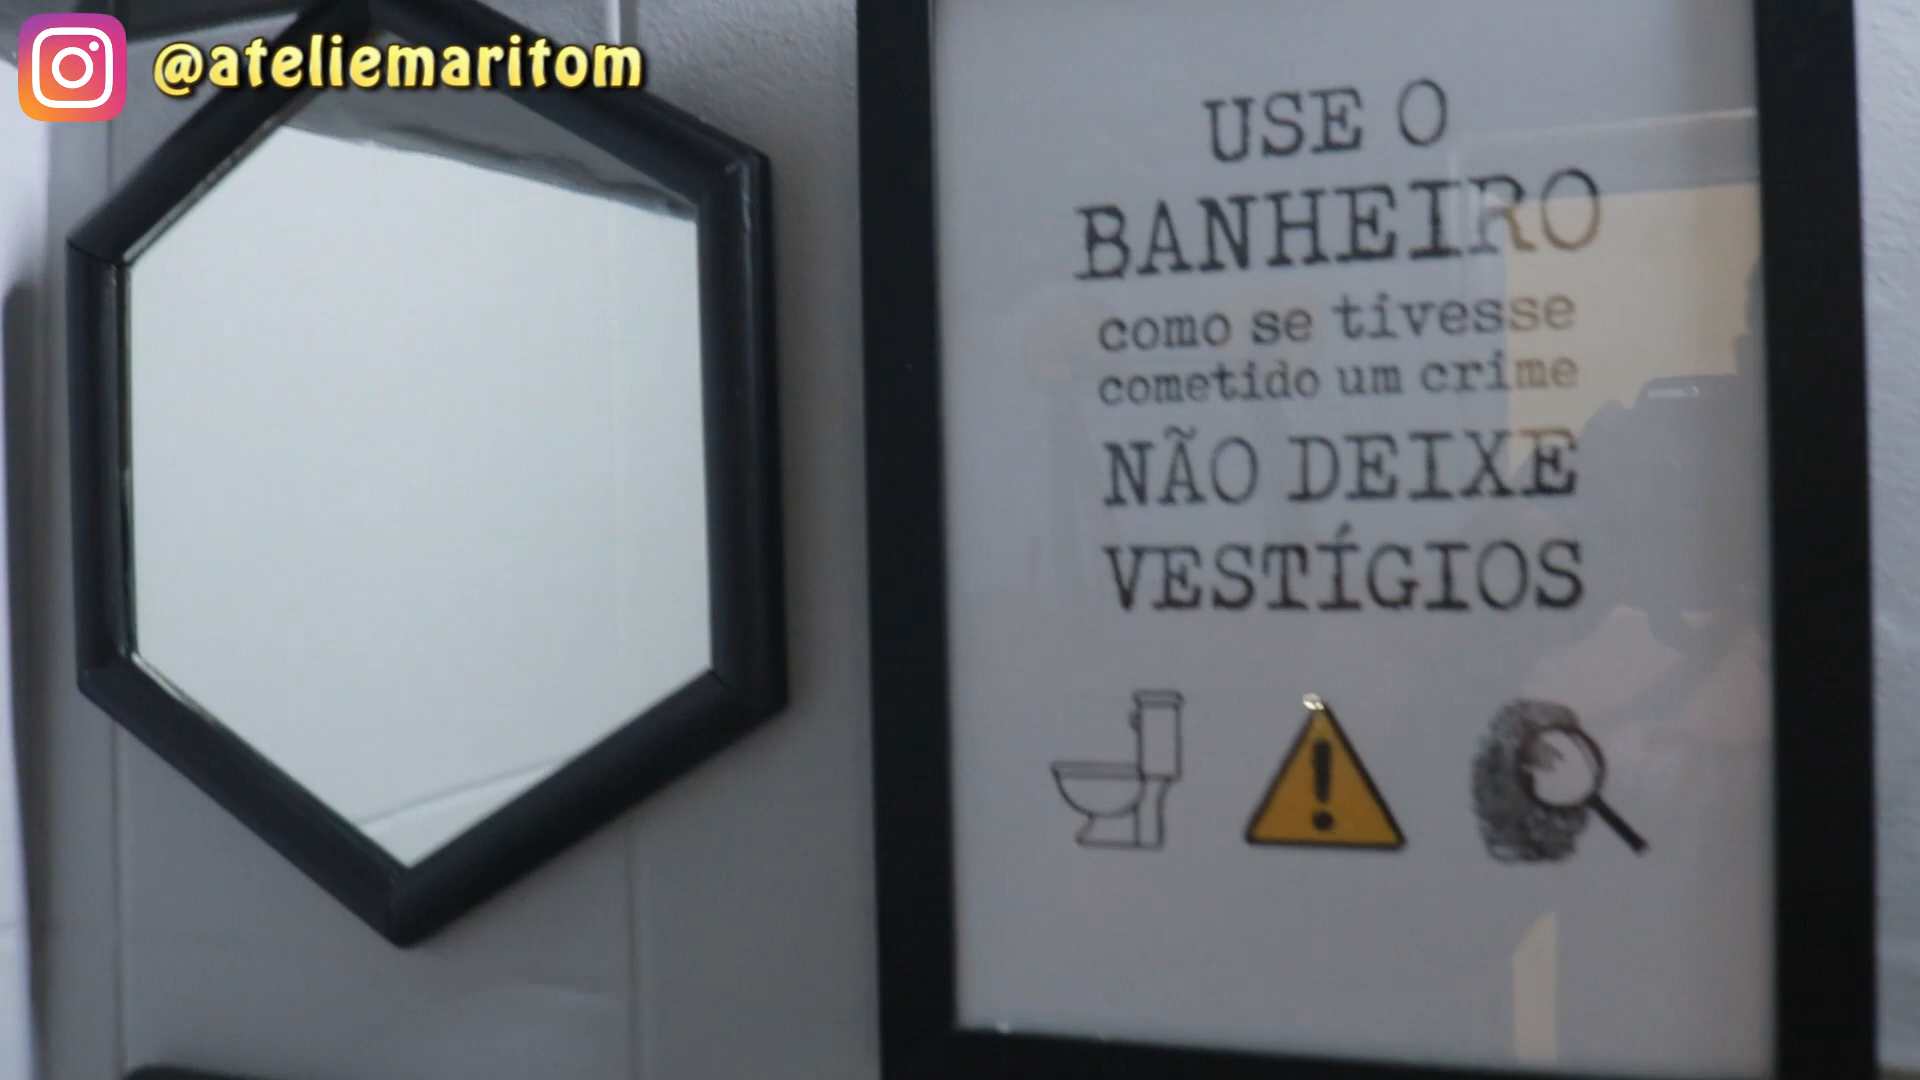 @ateliemaritom
USE O
BANHEIRO
como se tivesse
cometido um crime
NÃO DEIXE
VESTÍGIOS